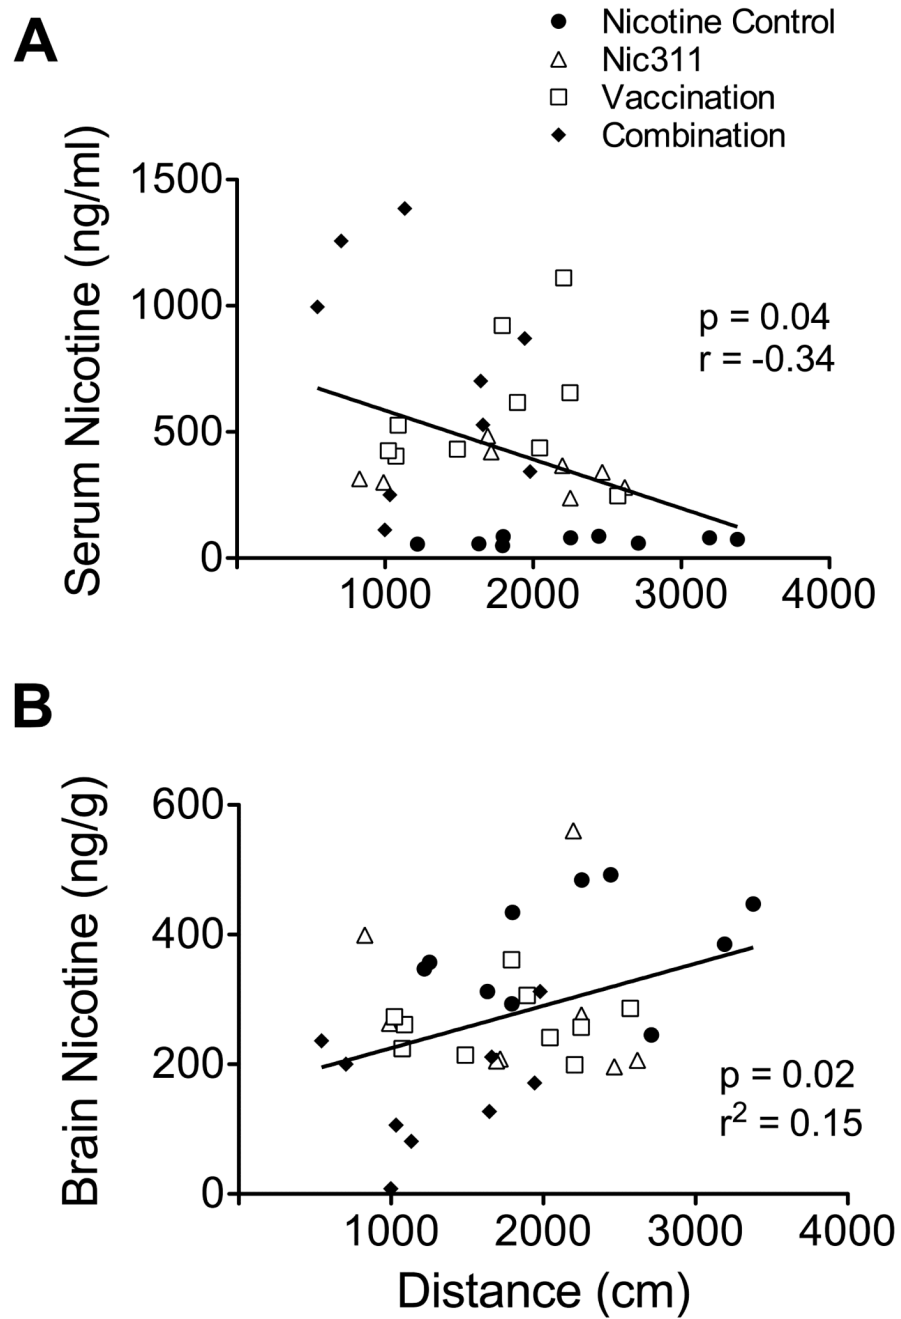 A
Nicotine Control
Nic311
Vaccination
Combination
Serum Nicotine (ng/ml)
1500
1000
500
0
p = 0.04
r = -0.34
1000 2000 3000 4000
B
Brain Nicotine (ng/g)
600
400
200
0
p = 0.02
r² = 0.15
1000 2000 3000 4000
Distance (cm)